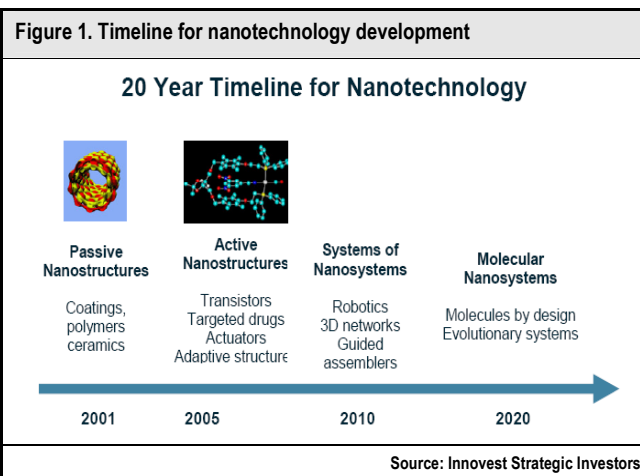 Figure 1. Timeline for nanotechnology development
20 Year Timeline for Nanotechnology
Passive
Nanostructures
Coatings,
polymers
ceramics
Active
Nanostructures
Transistors
Targeted drugs
Actuators
Adaptive structure
Systems of
Nanosystems
Robotics
3D networks
Guided
assemblers
Molecular
Nanosystems
Molecules by design
Evolutionary systems
2001 2005 2010 2020
Source: Innovest Strategic Investors